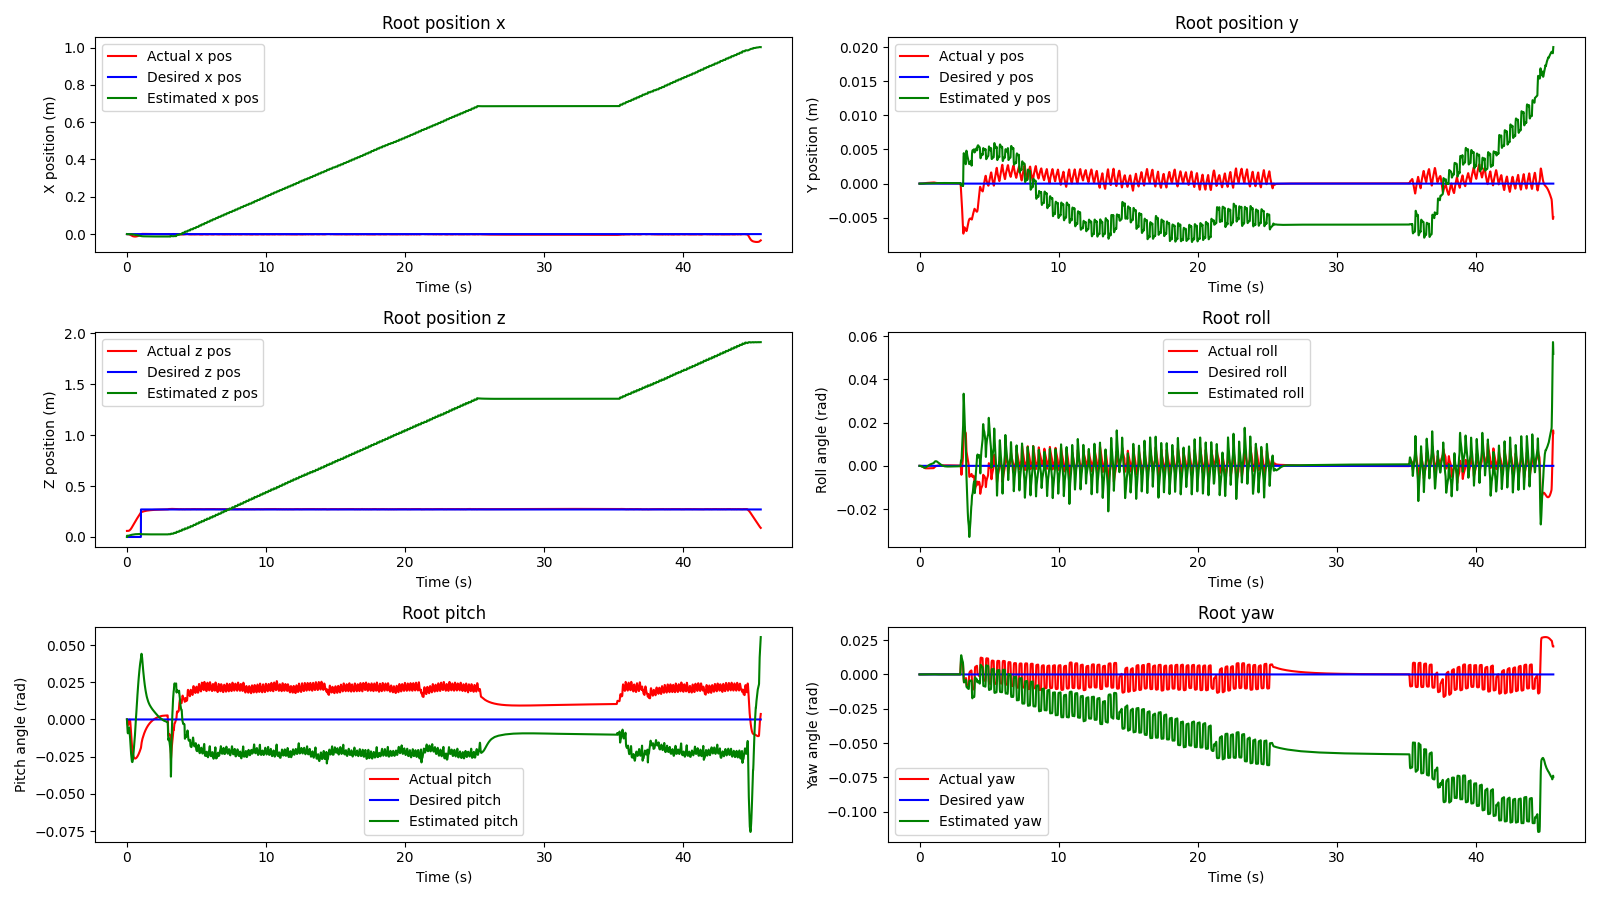 Root position x
X position (m)
1.0
0.8
0.6
0.4
0.2
0.0
Actual x pos
Desired x pos
Estimated x pos
0 10 20 30 40
Time (s)
Root position y
Y position (m)
0.020
0.015
0.010
0.005
0.000
−0.005
Actual y pos
Desired y pos
Estimated y pos
0 10 20 30 40
Time (s)
Root position z
Z position (m)
2.0
1.5
1.0
0.5
0.0
Actual z pos
Desired z pos
Estimated z pos
0 10 20 30 40
Time (s)
Root roll
Roll angle (rad)
0.06
0.04
0.02
0.00
−0.02
Actual roll
Desired roll
Estimated roll
0 10 20 30 40
Time (s)
Root pitch
Pitch angle (rad)
0.050
0.025
0.000
−0.025
−0.050
−0.075
Actual pitch
Desired pitch
Estimated pitch
0 10 20 30 40
Time (s)
Root yaw
Yaw angle (rad)
0.025
0.000
−0.025
−0.050
−0.075
−0.100
Actual yaw
Desired yaw
Estimated yaw
0 10 20 30 40
Time (s)